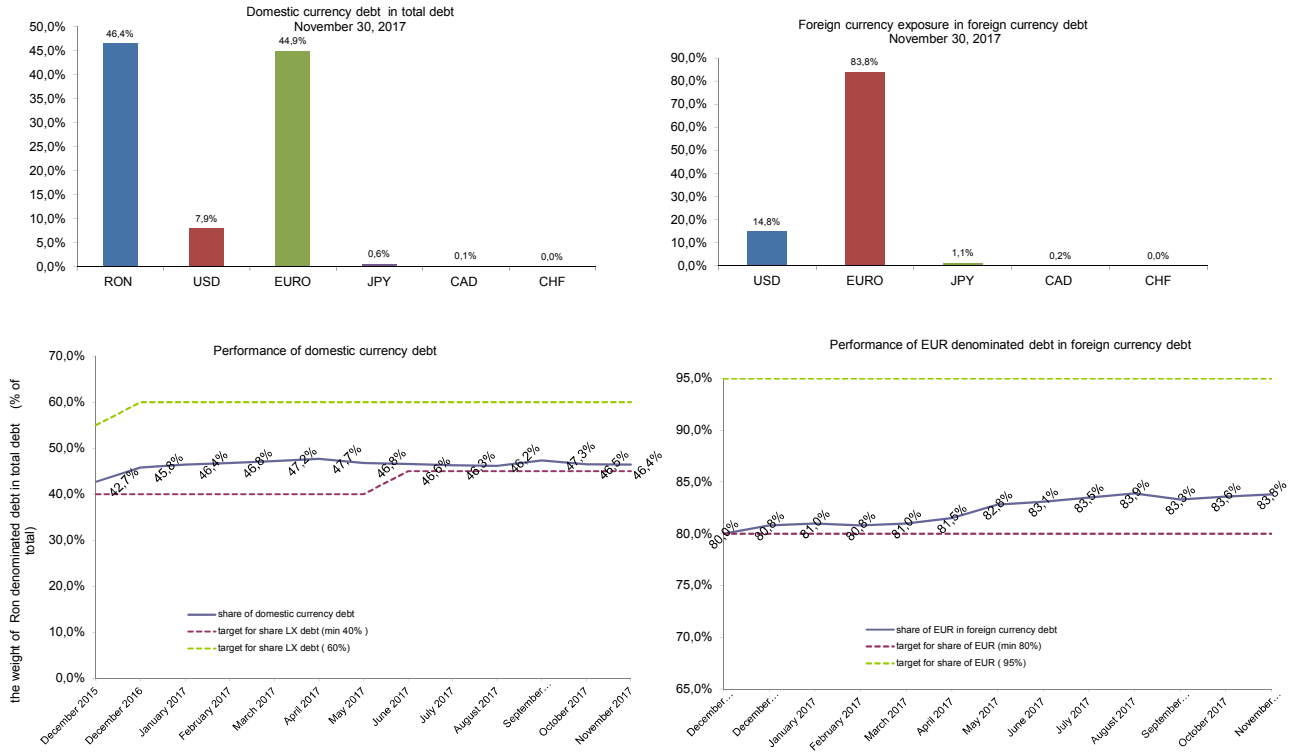 Domestic currency debt in total debt
November 30, 2017
50,0%
45,0%
40,0%
35,0%
30,0%
25,0%
20,0%
15,0%
10,0%
5,0%
0,0%
46,4%
7,9%
44,9%
0,6%
0,1%
0,0%
RON
USD
EURO
JPY
CAD
CHF
Foreign currency exposure in foreign currency debt
November 30, 2017
90,0%
80,0%
70,0%
60,0%
50,0%
40,0%
30,0%
20,0%
10,0%
0,0%
14,8%
83,8%
1,1%
0,2%
0,0%
USD
EURO
JPY
CAD
CHF
Performance of domestic currency debt
the weight of Ron denominated debt in total debt (% of
total)
70,0%
60,0%
50,0%
40,0%
30,0%
20,0%
10,0%
0,0%
42,7%
45,8%
46,4%
46,8%
47,2%
47,7%
46,8%
46,6%
46,3%
46,2%
47,3%
46,5%
46,4%
share of domestic currency debt
target for share LX debt (min 40% )
target for share LX debt ( 60%)
December 2015
December 2016
January 2017
February 2017
March 2017
April 2017
May 2017
June 2017
July 2017
August 2017
September...
October 2017
November 2017
Performance of EUR denominated debt in foreign currency debt
95,0%
85,0%
80,0%
75,0%
70,0%
65,0%
80,0%
80,8%
81,0%
80,8%
81,0%
81,5%
82,8%
83,1%
83,5%
83,9%
83,3%
83,6%
83,8%
share of EUR in foreign currency debt
target for share of EUR (min 80%)
target for share of EUR ( 95%)
December...
December...
January 2017
February 2017
March 2017
April 2017
May 2017
June 2017
July 2017
August 2017
September...
October 2017
November...